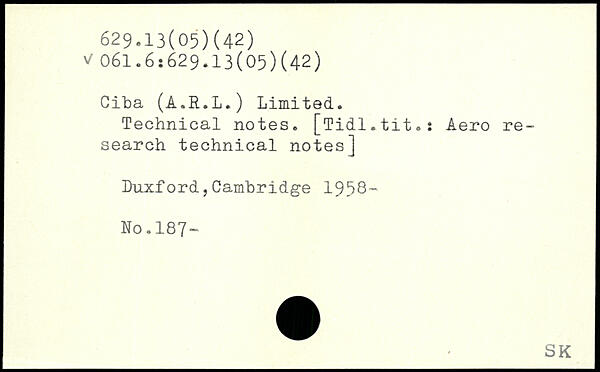 629.13(05)(42)
v 061.6:629.13(05)(42)
Ciba (A.R.L.) Limited.
Technical notes. [Tidl.tit.: Aero re-
search technical notes]
Duxford,Cambridge 1958-
No.187-
SK